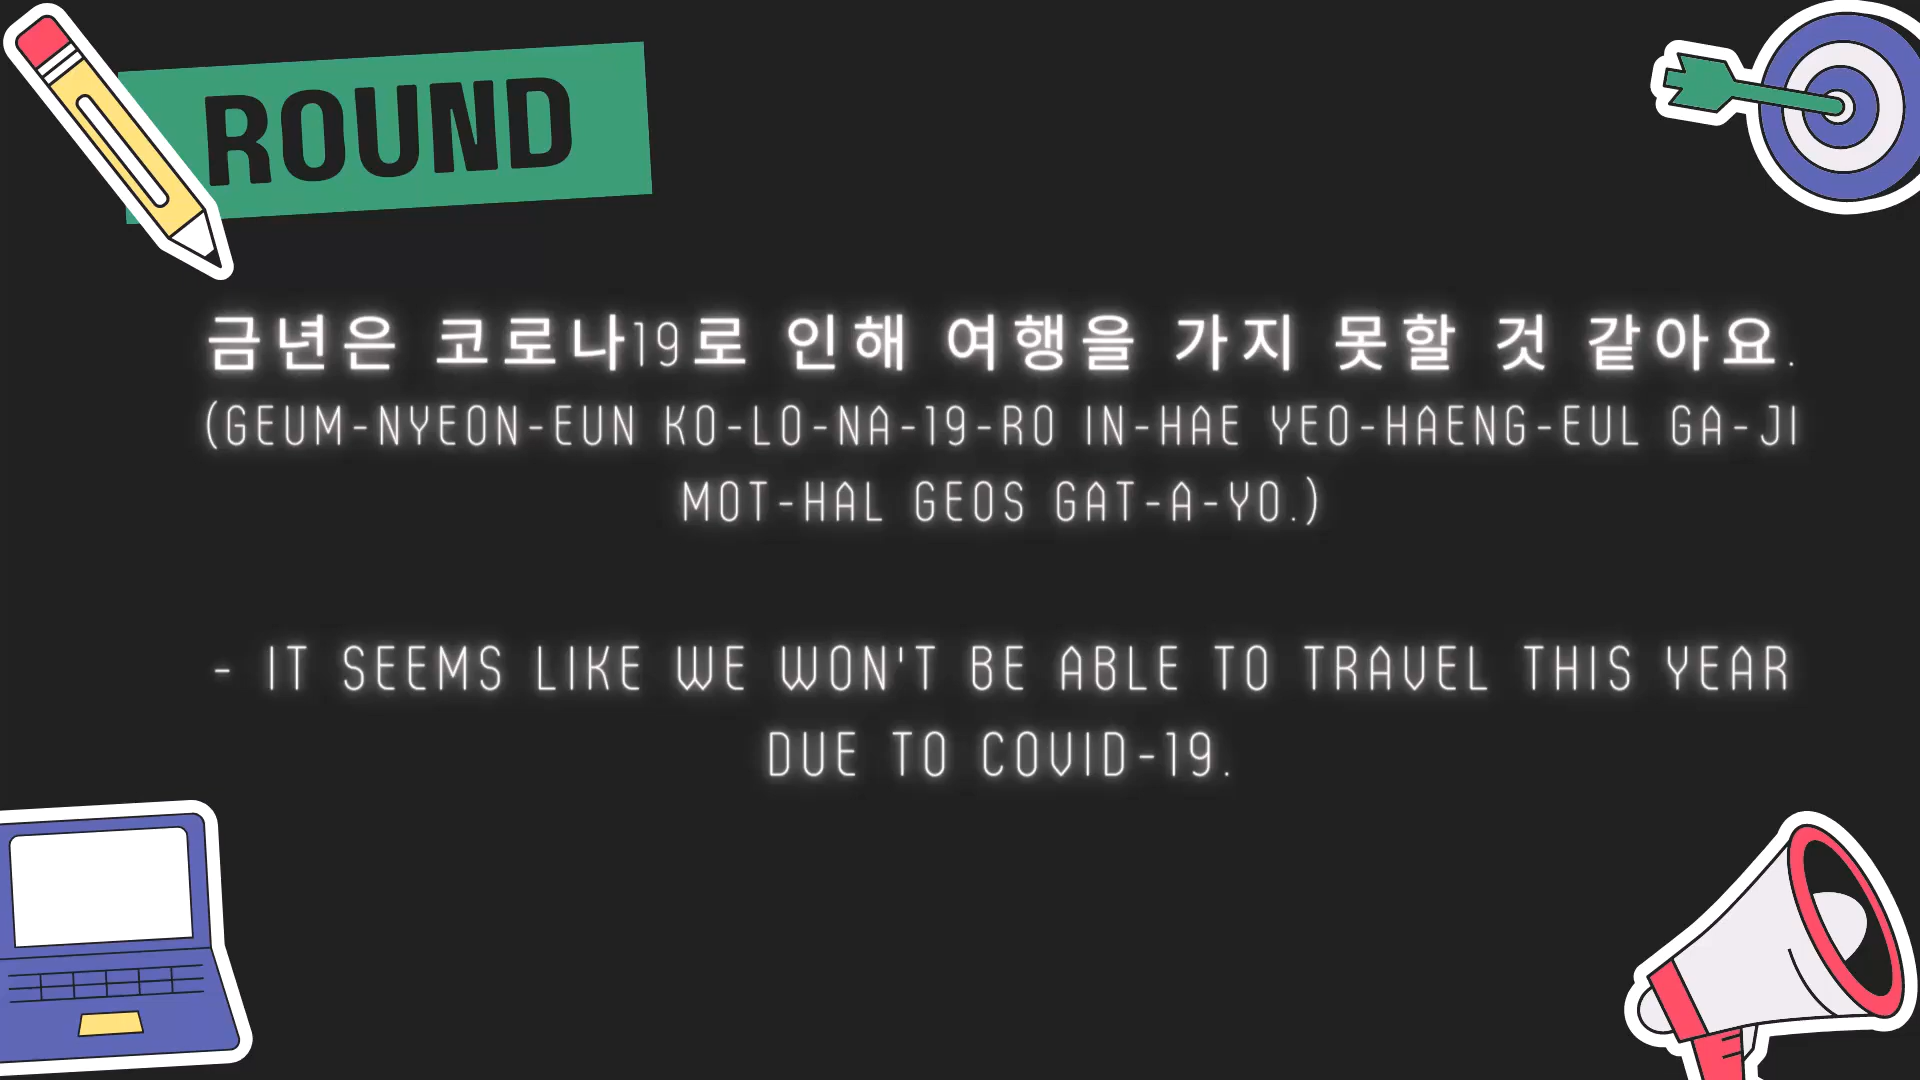 ROUND
금년은 코로나19로 인해 여행을 가지 못할 것 같아요.
(GEUM-NYEON-EUN KO-LO-NA-19-RO IN-HAE YEO-HAENG-EUL GA-JI
MOT-HAL GEOS GAT-A-YO.)
- IT SEEMS LIKE WE WON'T BE ABLE TO TRAVEL THIS YEAR
DUE TO COVID-19.